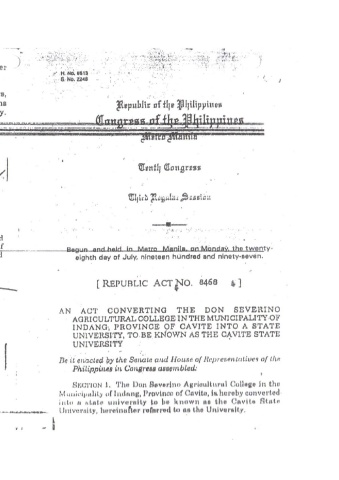 H. No. 8613
S. No. 2248
Republic of the Philippines
Congress of the Philippines
Metro Manila
Tenth Congress
Third Regular Session
Begun and held in Metro Manila, on Monday, the twenty-
eighth day of July, nineteen hundred and ninety-seven.
[ REPUBLIC ACT NO. 8468 ]
AN ACT CONVERTING THE DON SEVERINO
AGRICULTURAL COLLEGE IN THE MUNICIPALITY OF
INDANG, PROVINCE OF CAVITE INTO A STATE
UNIVERSITY, TO BE KNOWN AS THE CAVITE STATE
UNIVERSITY
Be it enacted by the Senate and House of Representatives of the
Philippines in Congress assembled:
SECTION 1. The Don Severino Agricultural College in the
Municipality of Indang, Province of Cavite, is hereby converted
into a state university to be known as the Cavite State
University, hereinafter referred to as the University.